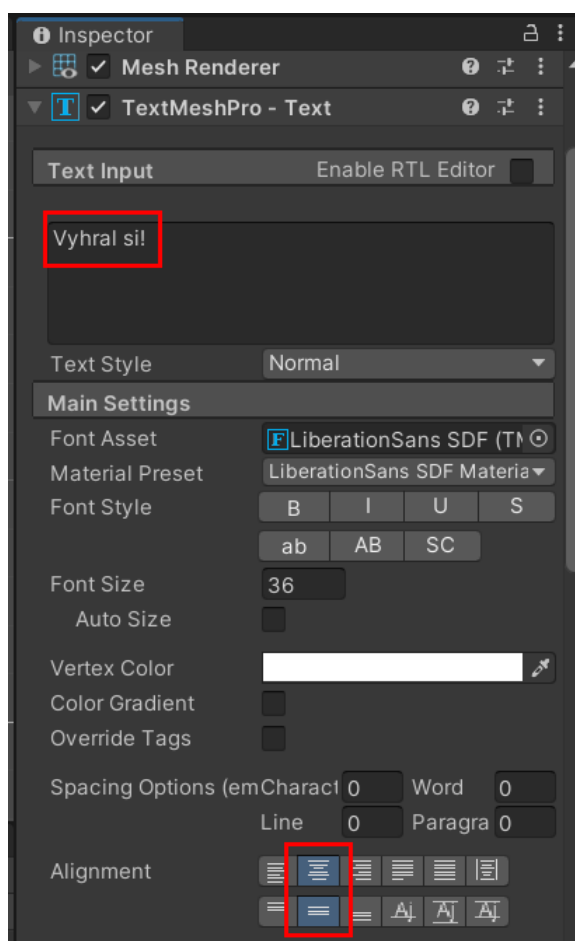 Inspector
Mesh Renderer
TextMeshPro - Text
Text Input Enable RTL Editor
Vyhral si!
Text Style Normal
Main Settings
Font Asset LiberationSans SDF (TM
Material Preset LiberationSans SDF Materia
Font Style B I U S
ab AB SC
Font Size 36
Auto Size
Vertex Color
Color Gradient
Override Tags
Spacing Options (em Charact 0 Word 0
Line 0 Paragra 0
Alignment